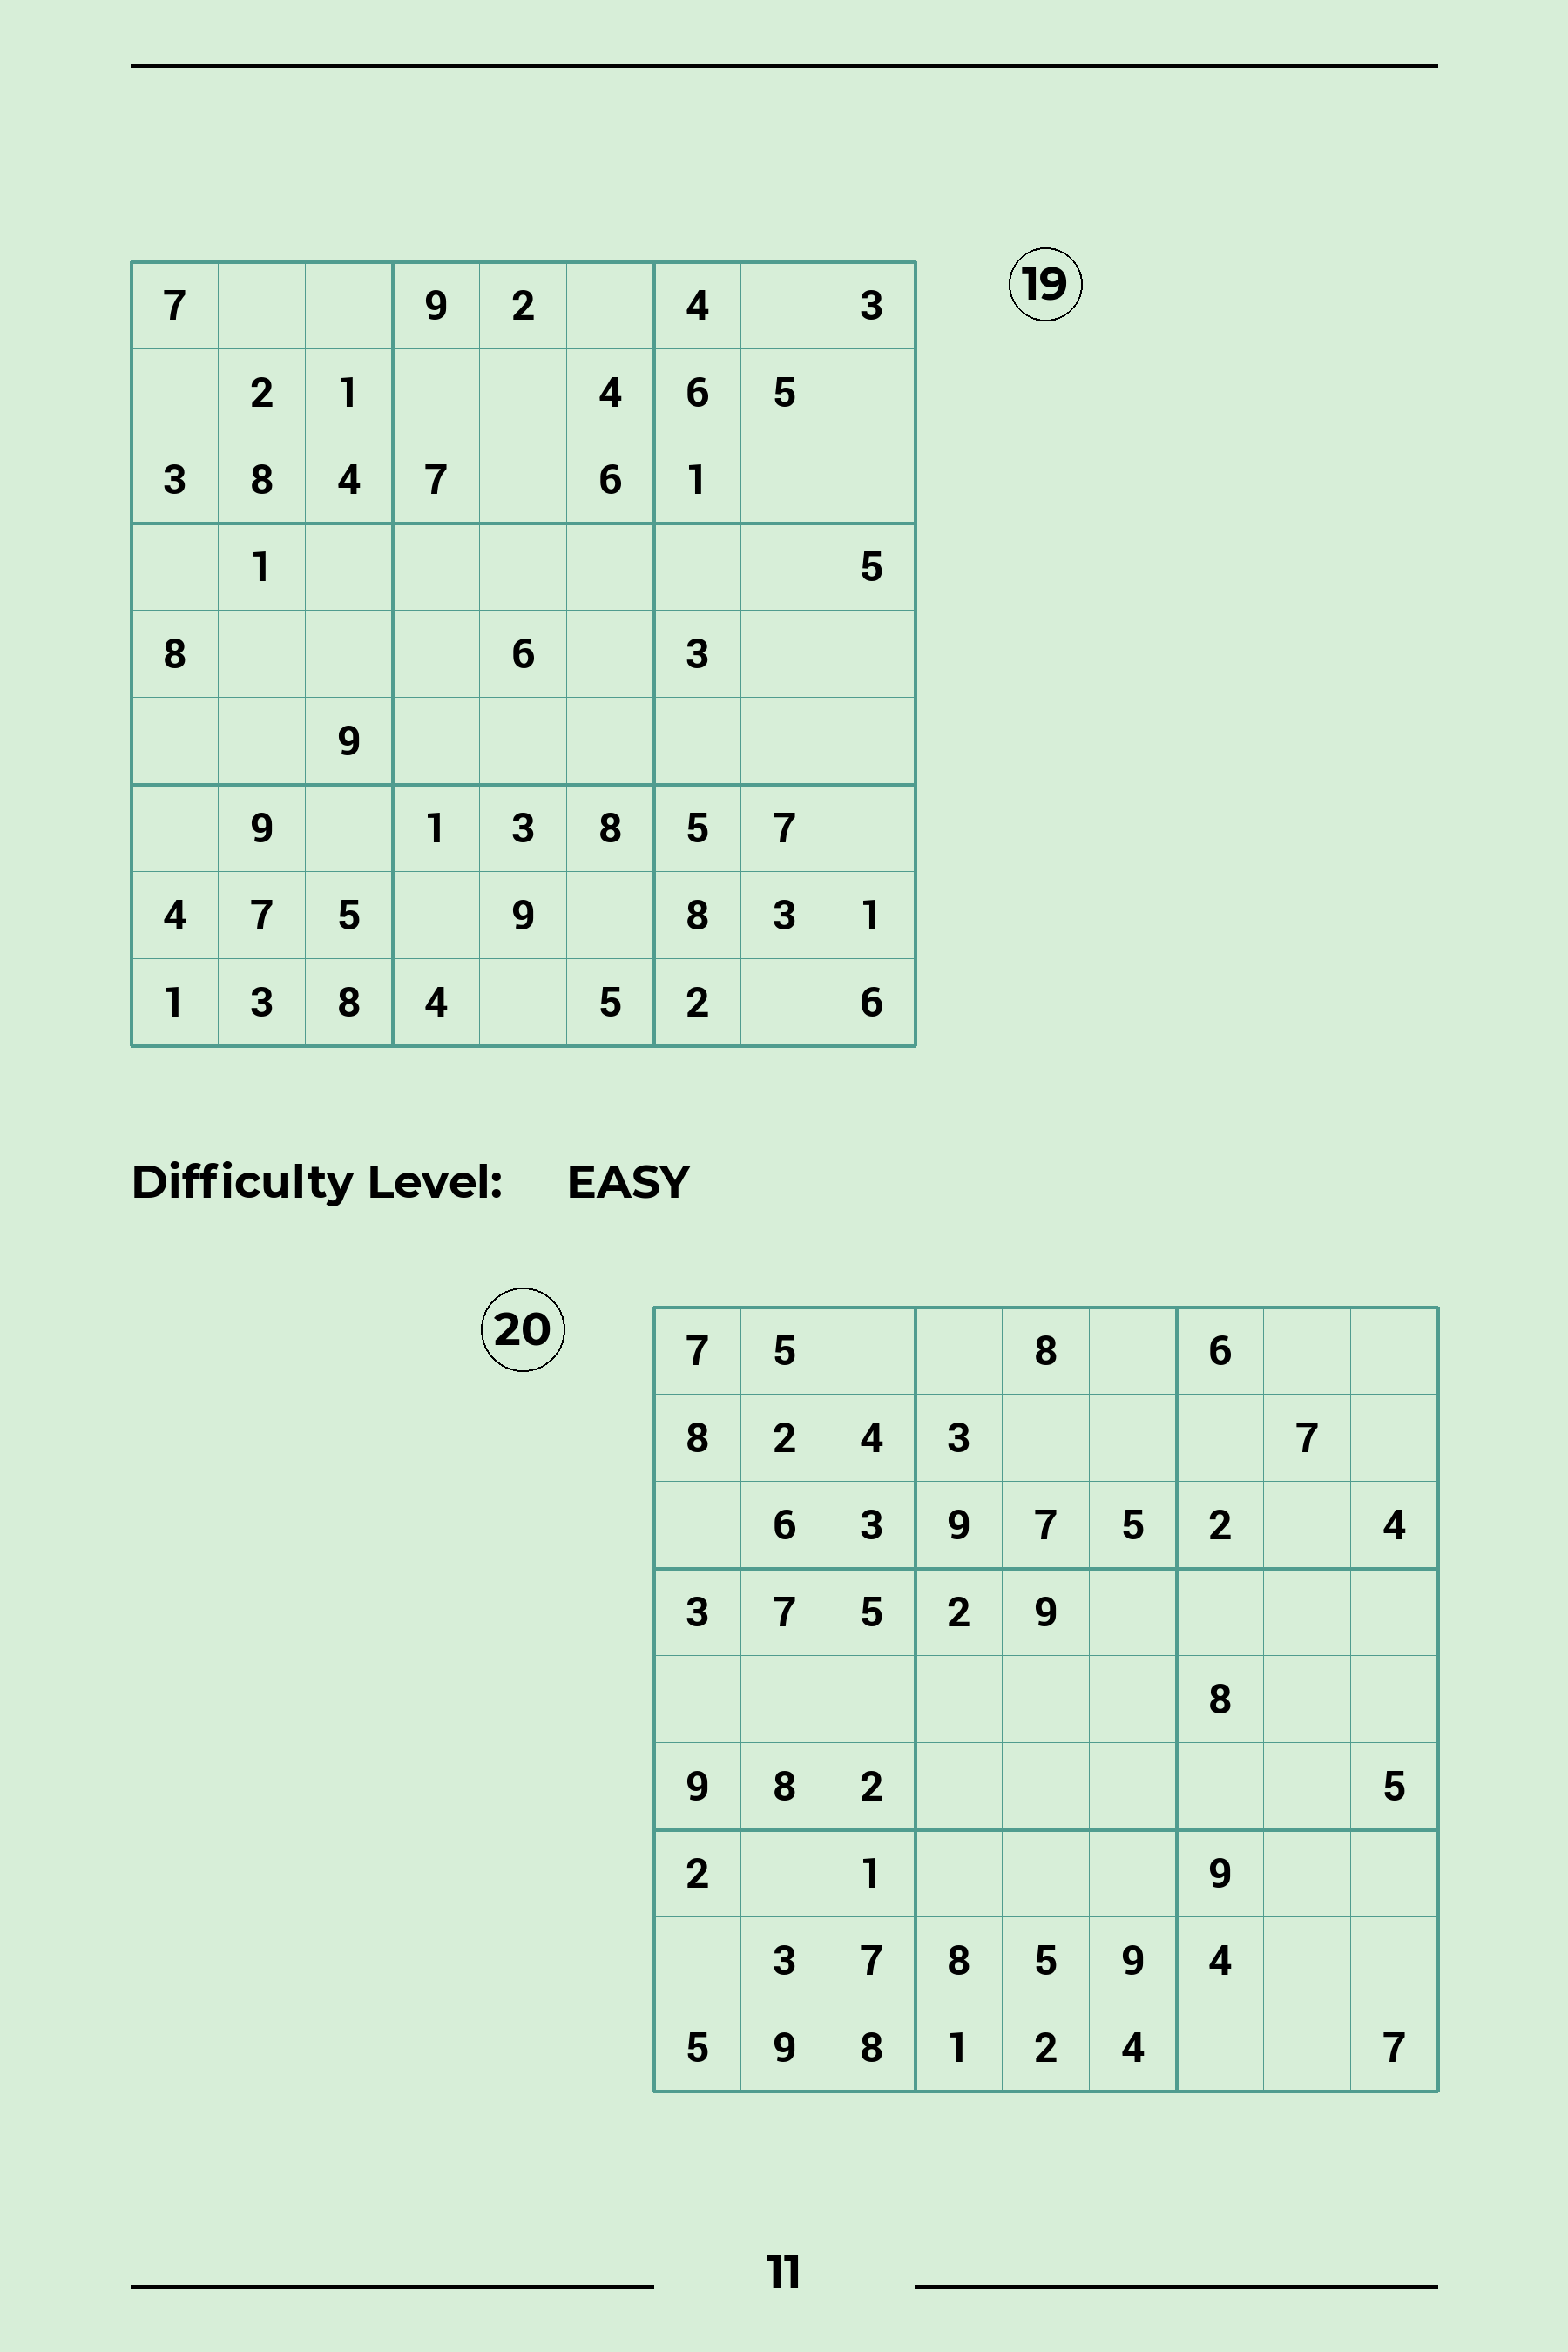 19
7 9 2 4 3
2 1 4 6 5
3 8 4 7 6 1
1 5
8 6 3
9
9 1 3 8 5 7
4 7 5 9 8 3 1
1 3 8 4 5 2 6
Difficulty Level: EASY
20
7 5 8 6
8 2 4 3 7
6 3 9 7 5 2 4
3 7 5 2 9
8
9 8 2 5
2 1 9
3 7 8 5 9 4
5 9 8 1 2 4 7
11